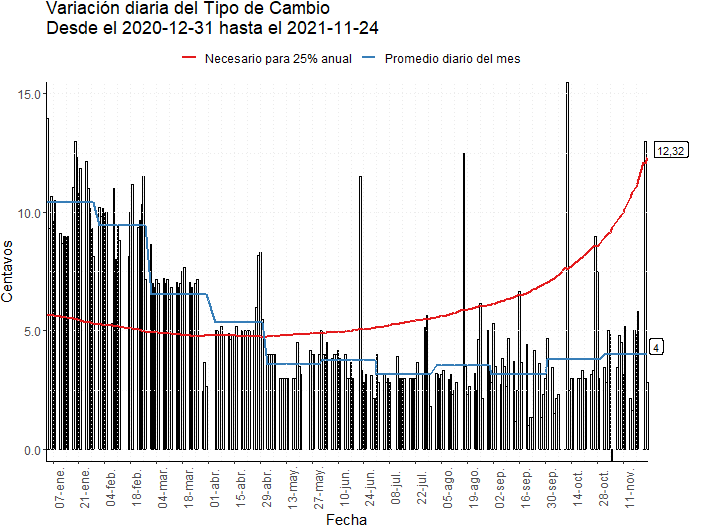 Variación diaria del Tipo de Cambio
Desde el 2020-12-31 hasta el 2021-11-24
Necesario para 25% anual
Promedio diario del mes
Centavos
15.0
10.0
5.0
0.0
12,32
4
07-ene.
21-ene.
04-feb.
18-feb.
04-mar.
18-mar.
01-abr.
15-abr.
29-abr.
13-may.
27-may.
10-jun.
24-jun.
08-jul.
22-jul.
05-ago.
19-ago.
02-sep.
16-sep.
30-sep.
14-oct.
28-oct.
11-nov.
Fecha